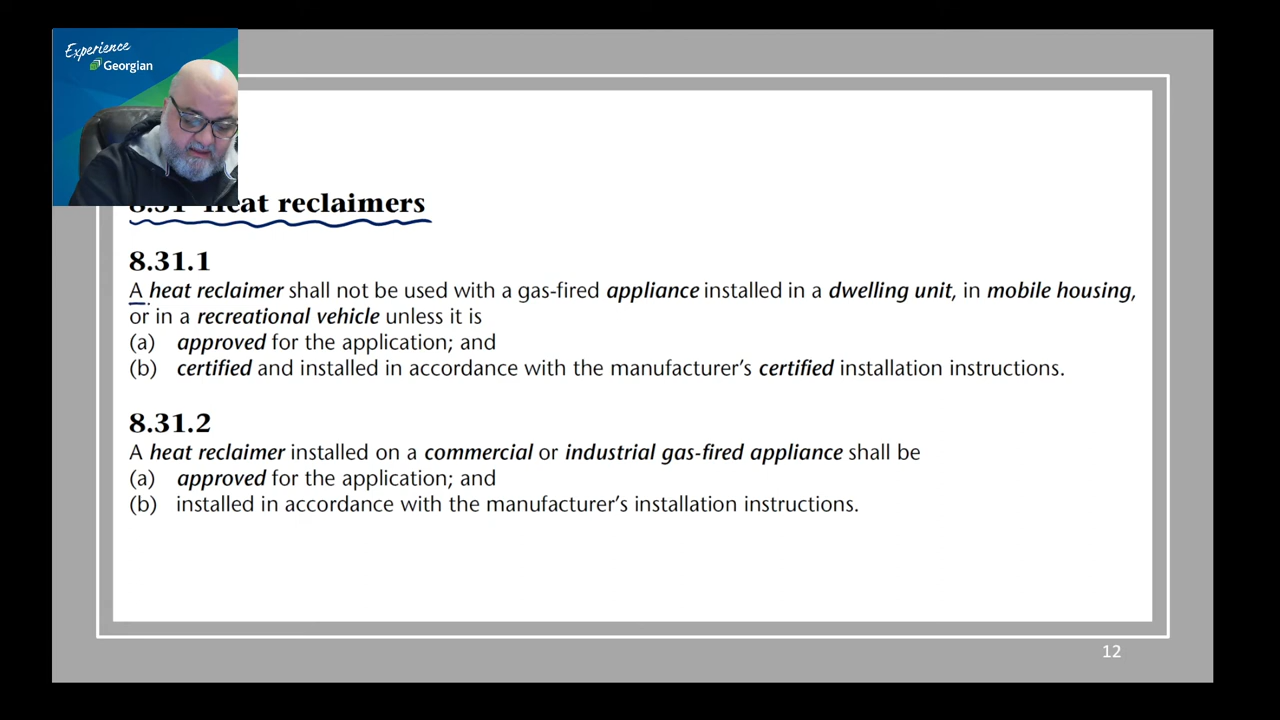 Experience
Georgian
8.31 Heat reclaimers
8.31.1
A heat reclaimer shall not be used with a gas-fired appliance installed in a dwelling unit, in mobile housing,
or in a recreational vehicle unless it is
(a) approved for the application; and
(b) certified and installed in accordance with the manufacturer’s certified installation instructions.
8.31.2
A heat reclaimer installed on a commercial or industrial gas-fired appliance shall be
(a) approved for the application; and
(b) installed in accordance with the manufacturer’s installation instructions.
12